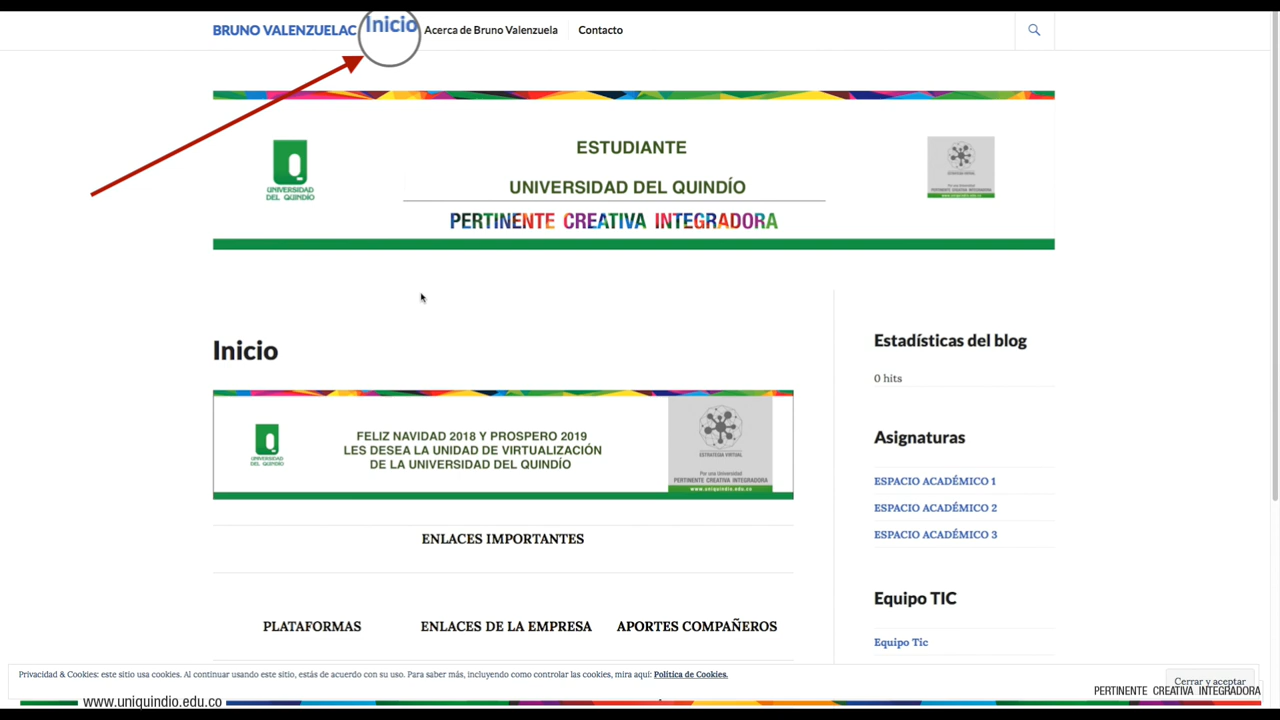 BRUNO VALENZUELAC
Inicio
Acerca de Bruno Valenzuela
Contacto
UNIVERSIDAD
DEL QUINDÍO
ESTUDIANTE
UNIVERSIDAD DEL QUINDÍO
PERTINENTE CREATIVA INTEGRADORA
PERTINENTE CREATIVA INTEGRADORA
Inicio
UNIVERSIDAD
DEL QUINDÍO
FELIZ NAVIDAD 2018 Y PROSPERO 2019
LES DESEA LA UNIDAD DE VIRTUALIZACIÓN
DE LA UNIVERSIDAD DEL QUINDÍO
ESTRATEGIA VIRTUAL
Por una Universidad
PERTINENTE CREATIVA INTEGRADORA
www.uniquindio.edu.co
ENLACES IMPORTANTES
PLATAFORMAS
ENLACES DE LA EMPRESA
APORTES COMPAÑEROS
Estadísticas del blog
0 hits
Asignaturas
ESPACIO ACADÉMICO 1
ESPACIO ACADÉMICO 2
ESPACIO ACADÉMICO 3
Equipo TIC
Equipo Tic
Privacidad & Cookies: este sitio usa cookies. Al continuar usando este sitio, estás de acuerdo con su uso. Para saber más, incluyendo como controlar las cookies, mira aquí: Política de Cookies.
Cerrar y aceptar
www.uniquindio.edu.co
PERTINENTE CREATIVA INTEGRADORA